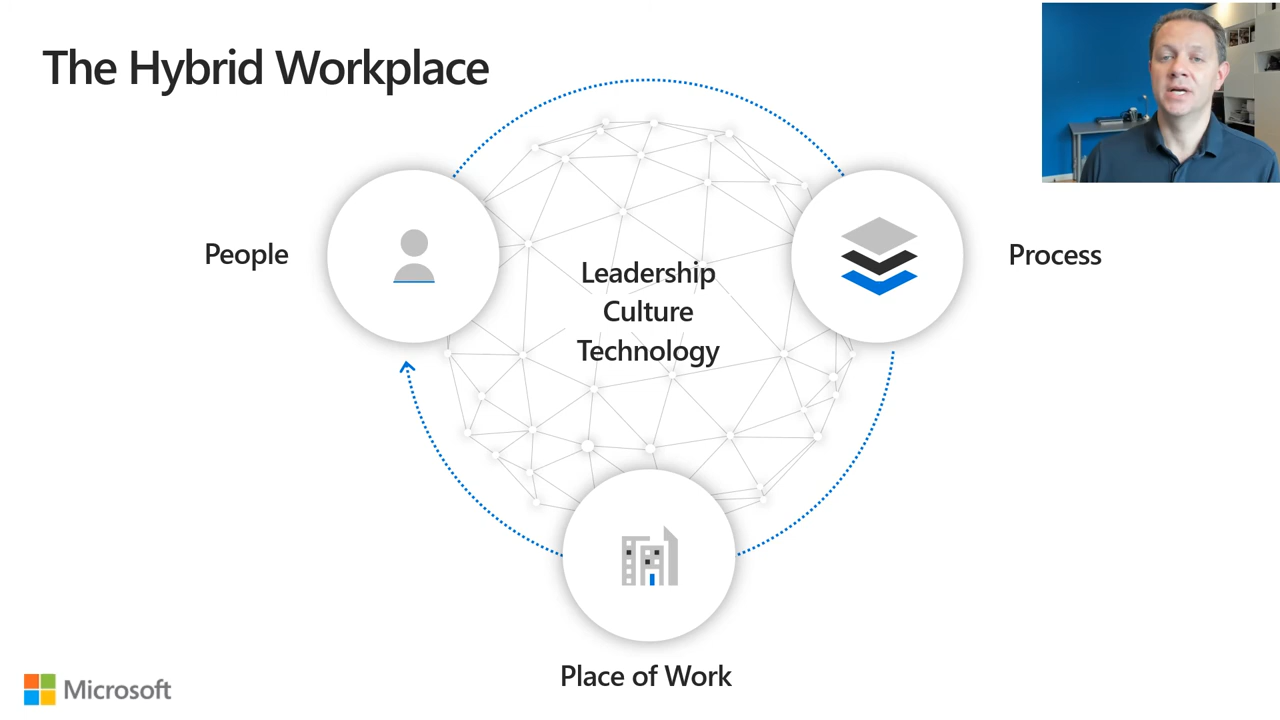 The Hybrid Workplace
People
Leadership
Culture
Technology
Process
Place of Work
Microsoft